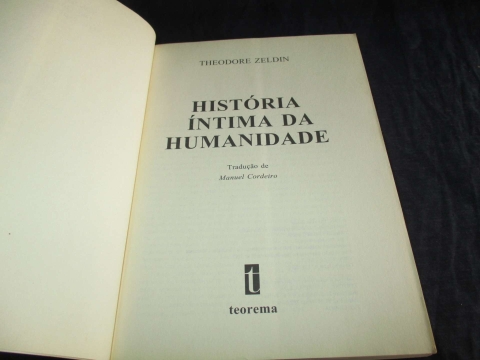 THEODORE ZELDIN
HISTÓRIA
ÍNTIMA DA
HUMANIDADE
Tradução de
Manuel Cordeiro
t
teorema